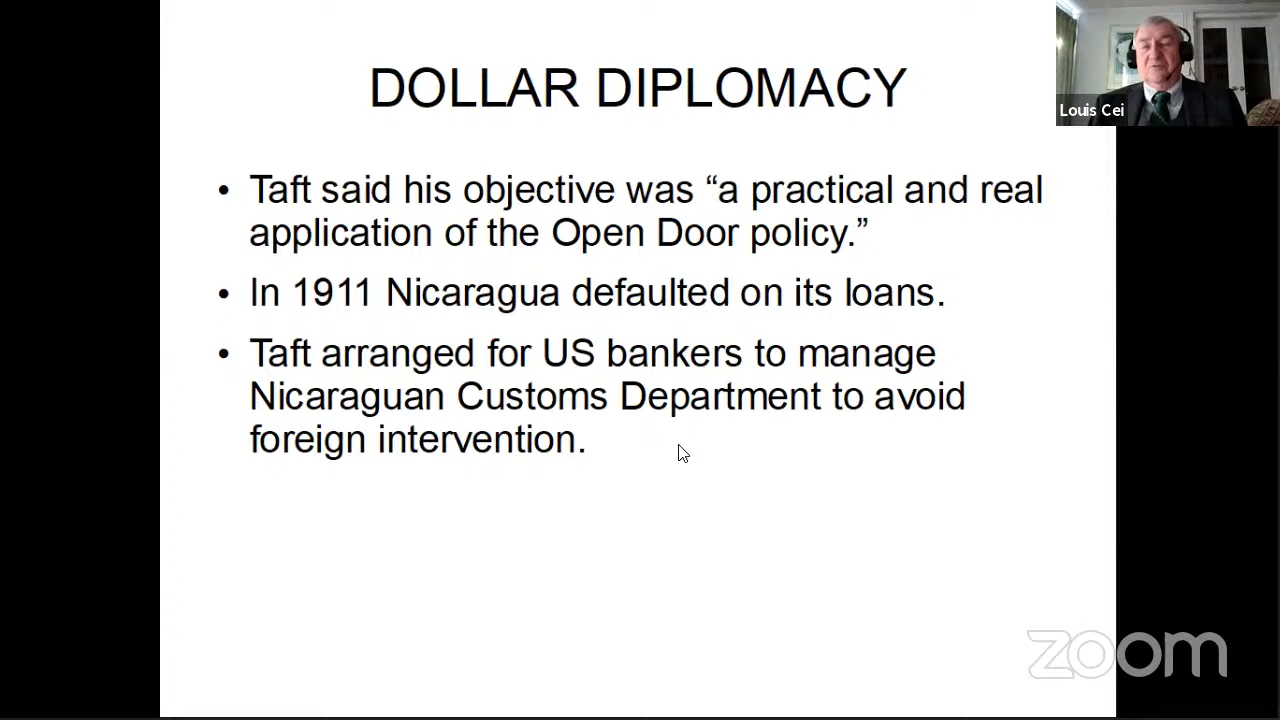 DOLLAR DIPLOMACY
Louis Cei
• Taft said his objective was “a practical and real
application of the Open Door policy.”
• In 1911 Nicaragua defaulted on its loans.
• Taft arranged for US bankers to manage
Nicaraguan Customs Department to avoid
foreign intervention.
zoom